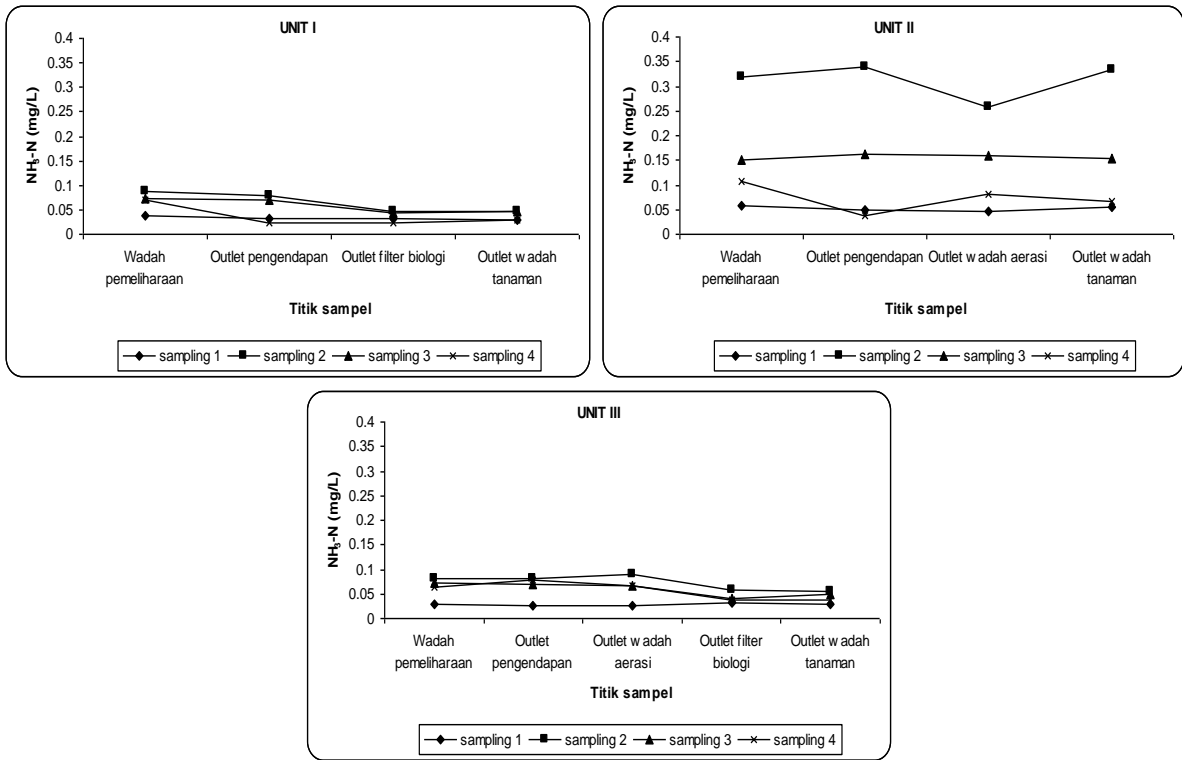 UNIT I
0.4
0.35
0.3
0.25
0.2
0.15
0.1
0.05
0
NH₃-N (mg/L)
Wadah pemeliharaan
Outlet pengendapan
Outlet filter biologi
Outlet wadah tanaman
Titik sampel
sampling 1 sampling 2 sampling 3 sampling 4
UNIT II
0.4
0.35
0.3
0.25
0.2
0.15
0.1
0.05
0
NH₃-N (mg/L)
Wadah pemeliharaan
Outlet pengendapan
Outlet wadah aerasi
Outlet wadah tanaman
Titik sampel
sampling 1 sampling 2 sampling 3 sampling 4
UNIT III
0.4
0.35
0.3
0.25
0.2
0.15
0.1
0.05
0
NH₃-N (mg/L)
Wadah pemeliharaan
Outlet pengendapan
Outlet wadah aerasi
Outlet filter biologi
Outlet wadah tanaman
Titik sampel
sampling 1 sampling 2 sampling 3 sampling 4